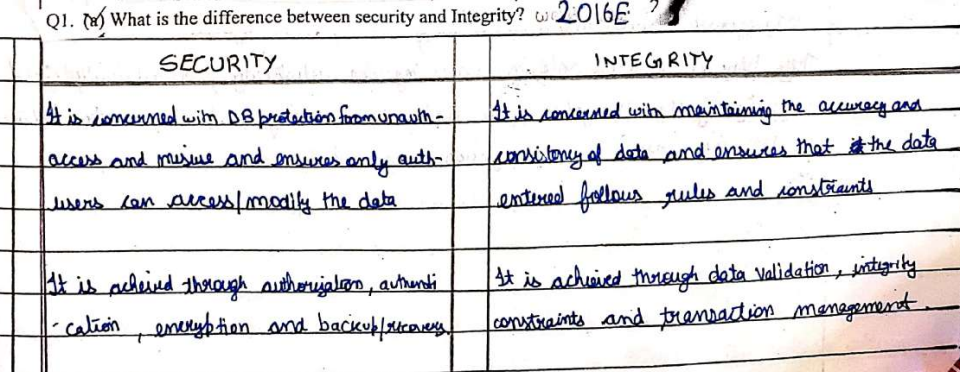 Q1. (a) What is the difference between security and Integrity? 2016E ?
SECURITY
INTEGRITY
It is concerned with DB protection from unauth-
access and misuse and ensures only auth-
users can access/modify the data
It is concerned with maintaining the accuracy and
consistency of data and ensures that the data
entered follows rules and constraints
It is acheived through authorization, authenti
-cation, encryption and backup/recovery.
It is acheived through data validation, integrity
constraints and transaction management.